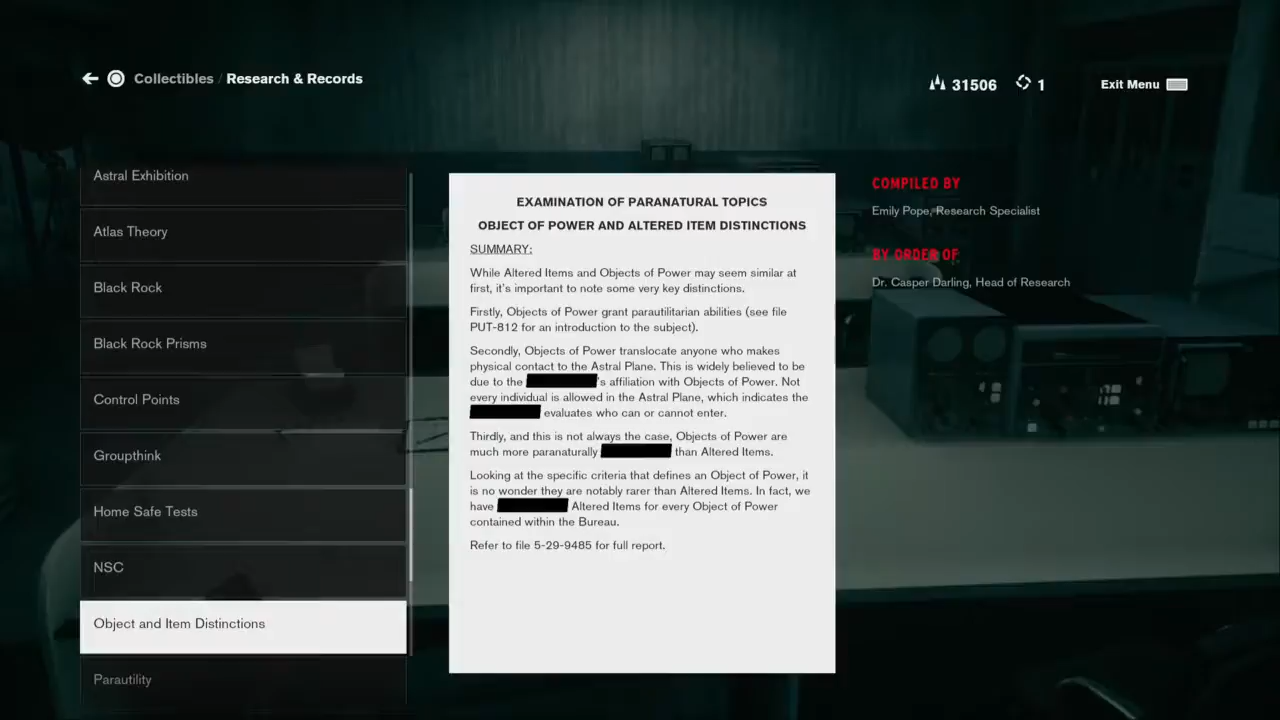 Collectibles / Research & Records
31506
1
Exit Menu
Astral Exhibition
Atlas Theory
Black Rock
Black Rock Prisms
Control Points
Groupthink
Home Safe Tests
NSC
Object and Item Distinctions
Parautility
EXAMINATION OF PARANATURAL TOPICS
OBJECT OF POWER AND ALTERED ITEM DISTINCTIONS
SUMMARY:
While Altered Items and Objects of Power may seem similar at
first, it's important to note some very key distinctions.
Firstly, Objects of Power grant parautilitarian abilities (see file
PUT-812 for an introduction to the subject).
Secondly, Objects of Power translocate anyone who makes
physical contact to the Astral Plane. This is widely believed to be
due to the 's affiliation with Objects of Power. Not
every individual is allowed in the Astral Plane, which indicates the
evaluates who can or cannot enter.
Thirdly, and this is not always the case, Objects of Power are
much more paranaturally than Altered Items.
Looking at the specific criteria that defines an Object of Power, it
is no wonder they are notably rarer than Altered Items. In fact, we
have Altered Items for every Object of Power
contained within the Bureau.
Refer to file 5-29-9485 for full report.
COMPILED BY
Emily Pope, Research Specialist
BY ORDER OF
Dr. Casper Darling, Head of Research